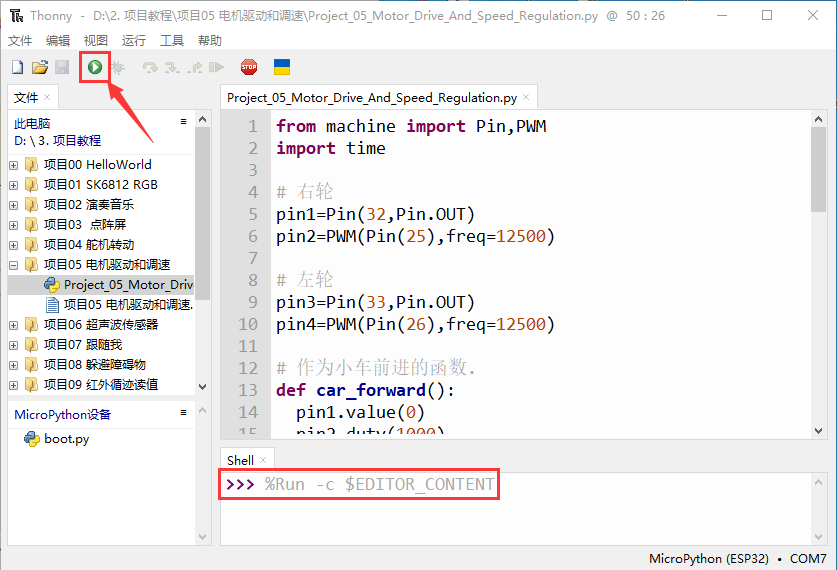 Thonny - D:\2. 项目教程\项目05 电机驱动和调速\Project_05_Motor_Drive_And_Speed_Regulation.py @ 50 : 26
文件 编辑 视图 运行 工具 帮助
STOP
文件 ×
此电脑
D: \ 3. 项目教程
项目00 HelloWorld
项目01 SK6812 RGB
项目02 演奏音乐
项目03 点阵屏
项目04 舵机转动
项目05 电机驱动和调速
Project_05_Motor_Driv
项目05 电机驱动和调速.
项目06 超声波传感器
项目07 跟随我
项目08 躲避障碍物
项目09 红外循迹读值
MicroPython设备
boot.py
Project_05_Motor_Drive_And_Speed_Regulation.py ×
1 from machine import Pin,PWM
2 import time
3
4 # 右轮
5 pin1=Pin(32,Pin.OUT)
6 pin2=PWM(Pin(25),freq=12500)
7
8 # 左轮
9 pin3=Pin(33,Pin.OUT)
10 pin4=PWM(Pin(26),freq=12500)
11
12 # 作为小车前进的函数.
13 def car_forward():
14 pin1.value(0)
15 pin2.duty(1000)
Shell ×
>>> %Run -c $EDITOR_CONTENT
MicroPython (ESP32) • COM7